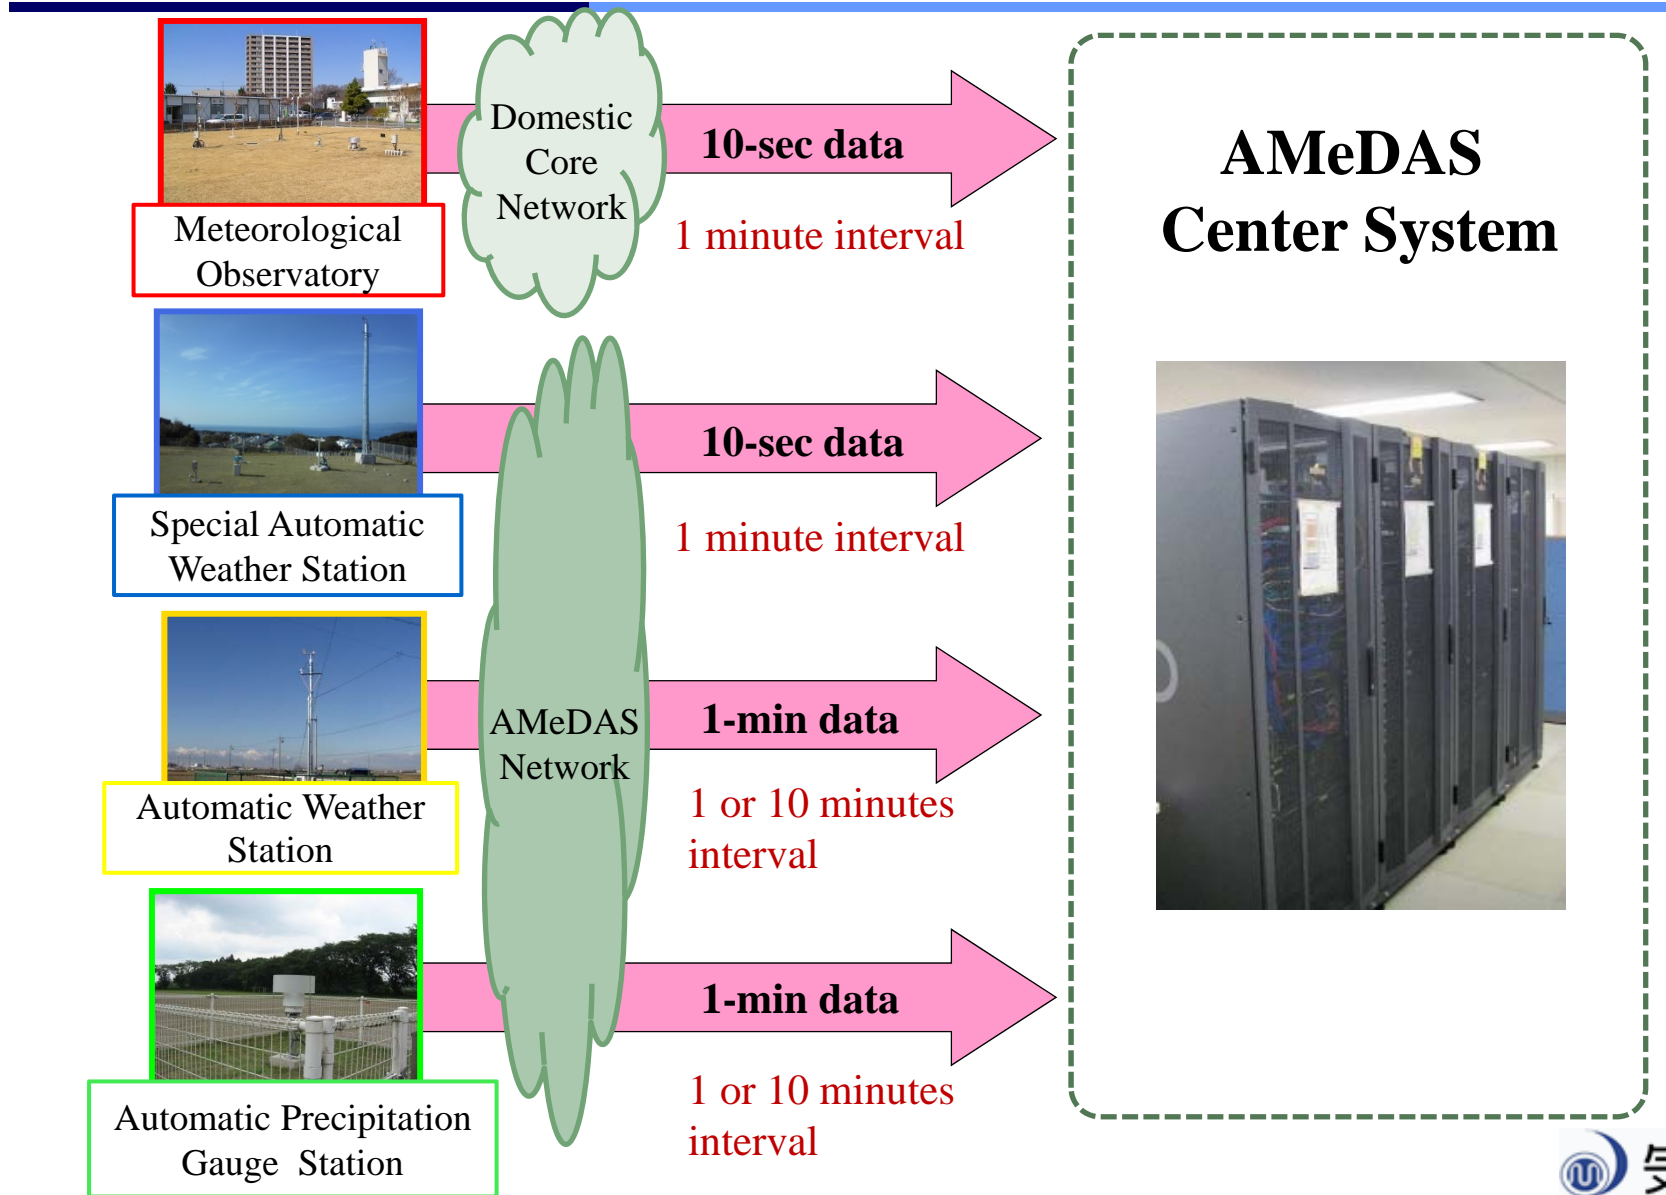 Meteorological
Observatory
Domestic
Core
Network
10-sec data
1 minute interval
AMeDAS
Center System
Special Automatic
Weather Station
10-sec data
1 minute interval
Automatic Weather
Station
AMeDAS
Network
1-min data
1 or 10 minutes
interval
Automatic Precipitation
Gauge Station
1-min data
1 or 10 minutes
interval